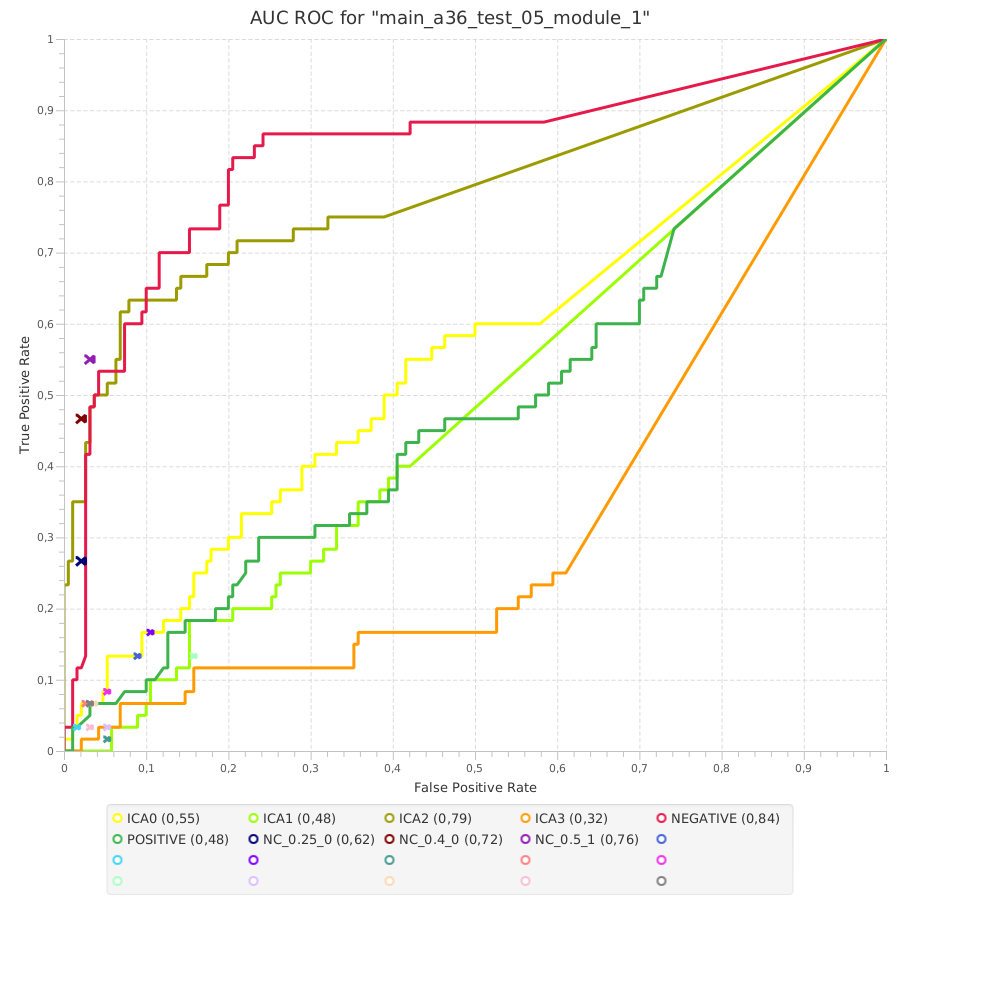 AUC ROC for "main_a36_test_05_module_1"
1
0,9
0,8
0,7
0,6
0,5
0,4
0,3
0,2
0,1
0
True Positive Rate
0 0,1 0,2 0,3 0,4 0,5 0,6 0,7 0,8 0,9 1
False Positive Rate
ICA0 (0,55) ICA1 (0,48) ICA2 (0,79) ICA3 (0,32) NEGATIVE (0,84)
POSITIVE (0,48) NC_0.25_0 (0,62) NC_0.4_0 (0,72) NC_0.5_1 (0,76)